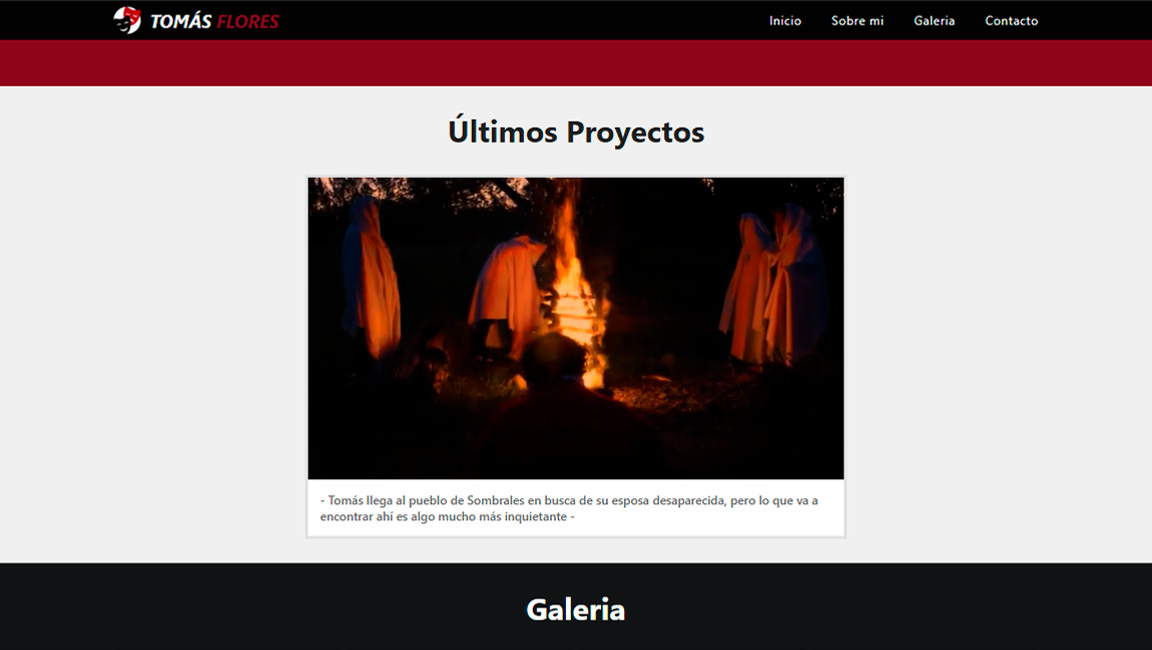 TOMÁS FLORES
Inicio Sobre mi Galeria Contacto
Últimos Proyectos
- Tomás llega al pueblo de Sombrales en busca de su esposa desaparecida, pero lo que va a
encontrar ahí es algo mucho más inquietante -
Galeria